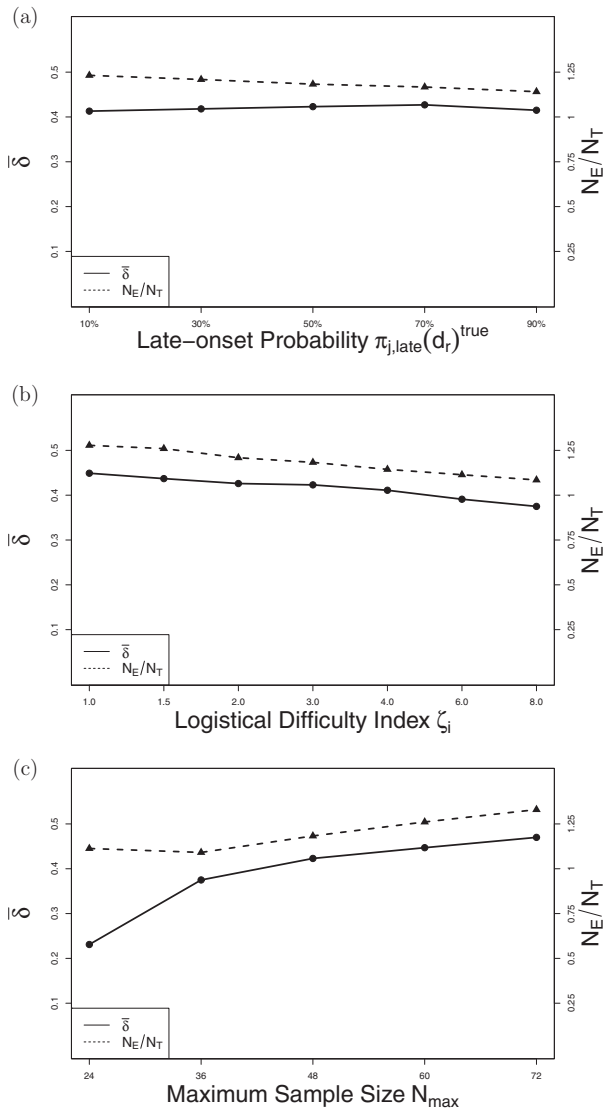 (a)
0.5
0.4
0.3
0.2
0.1
δ̄
1.25
1
0.75
0.5
0.25
N_E/N_T
δ̄
N_E/N_T
10% 30% 50% 70% 90%
Late−onset Probability π_{j,late}(d_r)^{true}
(b)
0.5
0.4
0.3
0.2
0.1
δ̄
1.25
1
0.75
0.5
0.25
N_E/N_T
δ̄
N_E/N_T
1.0 1.5 2.0 3.0 4.0 6.0 8.0
Logistical Difficulty Index ζ_i
(c)
0.5
0.4
0.3
0.2
0.1
δ̄
1.25
1
0.75
0.5
0.25
N_E/N_T
δ̄
N_E/N_T
24 36 48 60 72
Maximum Sample Size N_{max}